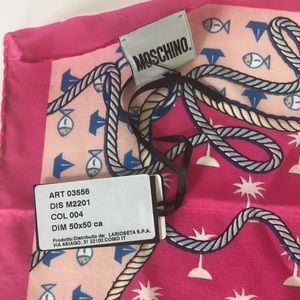 MOSCHINO.
ART 03556
DIS M2201
COL 004
DIM 50x50 ca
Prodotto/Distribuito da: LARIOSETA S.P.A.
VIA ASIAGO, 31 22100 COMO IT